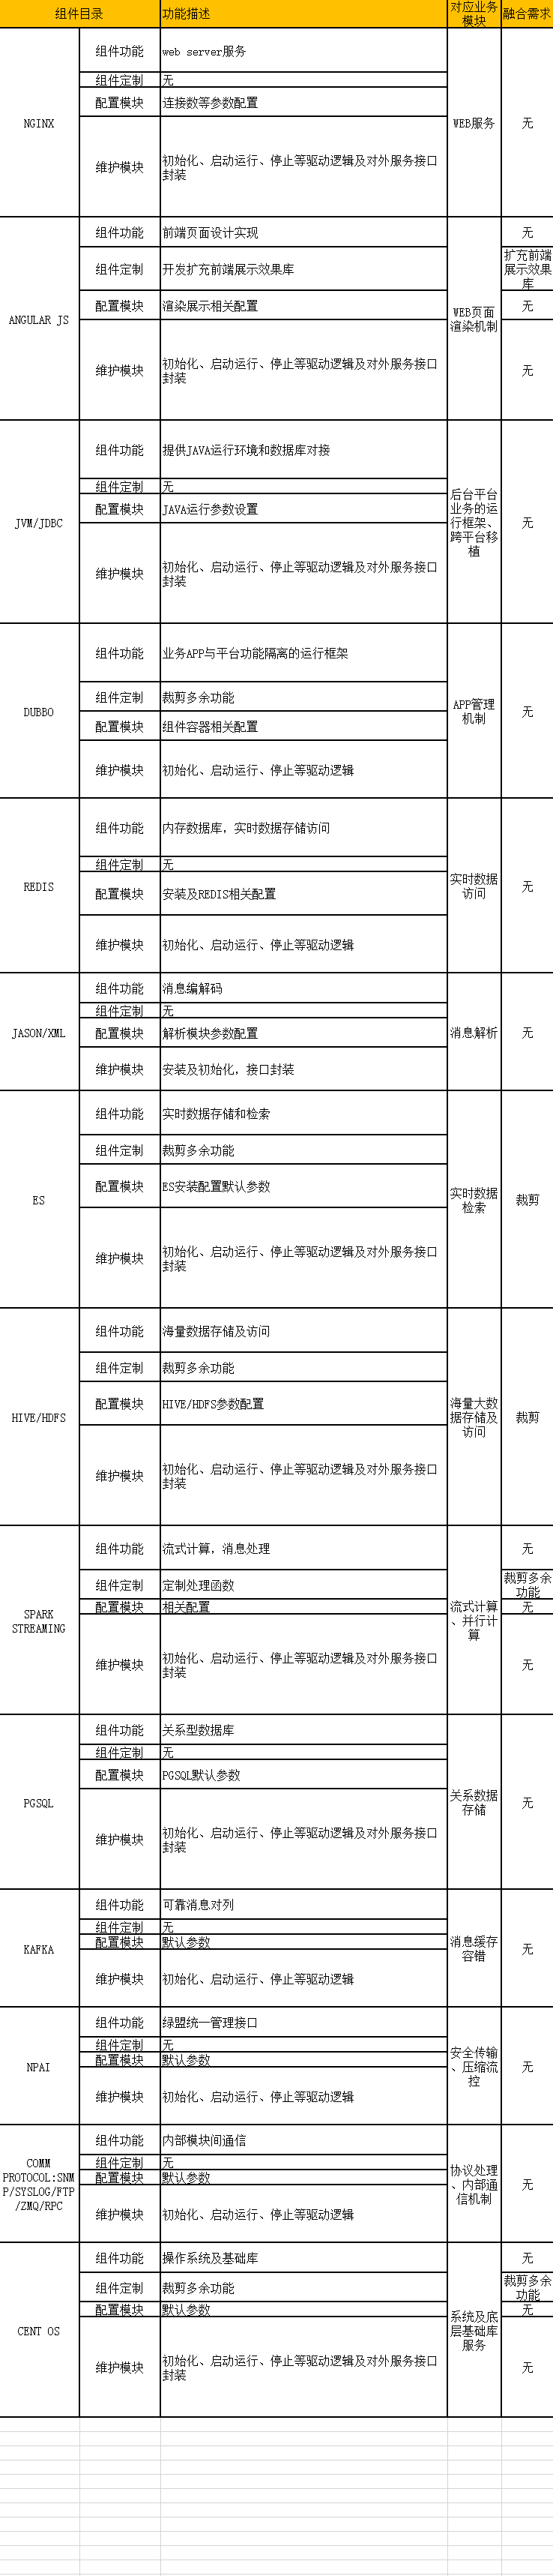 组件目录 功能描述 对应业务模块 融合需求
NGINX
组件功能 web server服务
组件定制 无
配置模块 连接数等参数配置
维护模块 初始化、启动运行、停止等驱动逻辑及对外服务接口封装
WEB服务 无
ANGULAR JS
组件功能 前端页面设计实现 无
组件定制 开发扩充前端展示效果库 扩充前端展示效果库
配置模块 渲染展示相关配置 无
维护模块 初始化、启动运行、停止等驱动逻辑及对外服务接口封装 无
WEB页面渲染机制
JVM/JDBC
组件功能 提供JAVA运行环境和数据库对接
组件定制 无
配置模块 JAVA运行参数设置
维护模块 初始化、启动运行、停止等驱动逻辑及对外服务接口封装
后台平台业务的运行框架、跨平台移植 无
DUBBO
组件功能 业务APP与平台功能隔离的运行框架
组件定制 裁剪多余功能
配置模块 组件容器相关配置
维护模块 初始化、启动运行、停止等驱动逻辑
APP管理机制 无
REDIS
组件功能 内存数据库，实时数据存储访问
组件定制 无
配置模块 安装及REDIS相关配置
维护模块 初始化、启动运行、停止等驱动逻辑
实时数据访问 无
JASON/XML
组件功能 消息编解码
组件定制 无
配置模块 解析模块参数配置
维护模块 安装及初始化，接口封装
消息解析 无
ES
组件功能 实时数据存储和检索
组件定制 裁剪多余功能
配置模块 ES安装配置默认参数
维护模块 初始化、启动运行、停止等驱动逻辑及对外服务接口封装
实时数据检索 裁剪
HIVE/HDFS
组件功能 海量数据存储及访问
组件定制 裁剪多余功能
配置模块 HIVE/HDFS参数配置
维护模块 初始化、启动运行、停止等驱动逻辑及对外服务接口封装
海量大数据存储及访问 裁剪
SPARK STREAMING
组件功能 流式计算，消息处理 无
组件定制 定制处理函数 裁剪多余功能
配置模块 相关配置 无
维护模块 初始化、启动运行、停止等驱动逻辑及对外服务接口封装 无
流式计算、并行计算
PGSQL
组件功能 关系型数据库
组件定制 无
配置模块 PGSQL默认参数
维护模块 初始化、启动运行、停止等驱动逻辑及对外服务接口封装
关系数据存储 无
KAFKA
组件功能 可靠消息对列
组件定制 无
配置模块 默认参数
维护模块 初始化、启动运行、停止等驱动逻辑
消息缓存容错 无
NPAI
组件功能 绿盟统一管理接口
组件定制 无
配置模块 默认参数
维护模块 初始化、启动运行、停止等驱动逻辑
安全传输、压缩流控 无
COMM PROTOCOL:SNMP/SYSLOG/FTP/ZMQ/RPC
组件功能 内部模块间通信
组件定制 无
配置模块 默认参数
维护模块 初始化、启动运行、停止等驱动逻辑
协议处理、内部通信机制 无
CENT OS
组件功能 操作系统及基础库 无
组件定制 裁剪多余功能 裁剪多余功能
配置模块 默认参数 无
维护模块 初始化、启动运行、停止等驱动逻辑及对外服务接口封装 无
系统及底层基础库服务